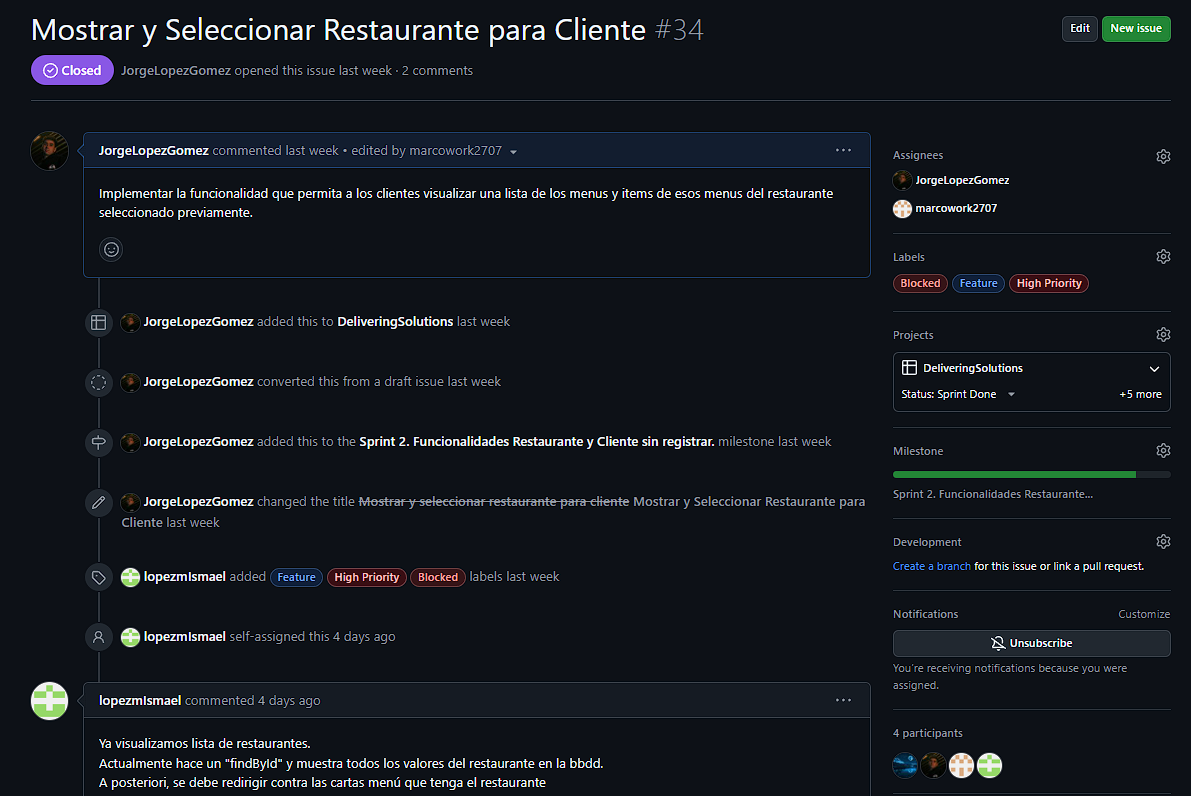 Mostrar y Seleccionar Restaurante para Cliente #34
Edit
New issue
Closed
JorgeLopezGomez opened this issue last week · 2 comments
JorgeLopezGomez commented last week • edited by marcowork2707
Implementar la funcionalidad que permita a los clientes visualizar una lista de los menus y items de esos menus del restaurante
seleccionado previamente.
JorgeLopezGomez added this to DeliveringSolutions last week
JorgeLopezGomez converted this from a draft issue last week
JorgeLopezGomez added this to the Sprint 2. Funcionalidades Restaurante y Cliente sin registrar. milestone last week
JorgeLopezGomez changed the title Mostrar y seleccionar restaurante para cliente Mostrar y Seleccionar Restaurante para
Cliente last week
lopezmIsmael added Feature High Priority Blocked labels last week
lopezmIsmael self-assigned this 4 days ago
lopezmIsmael commented 4 days ago
Ya visualizamos lista de restaurantes.
Actualmente hace un "findById" y muestra todos los valores del restaurante en la bbdd.
A posteriori, se debe redirigir contra las cartas menú que tenga el restaurante
Assignees
JorgeLopezGomez
marcowork2707
Labels
Blocked Feature High Priority
Projects
DeliveringSolutions
Status: Sprint Done
+5 more
Milestone
Sprint 2. Funcionalidades Restaurante...
Development
Create a branch for this issue or link a pull request.
Notifications
Customize
Unsubscribe
You're receiving notifications because you were
assigned.
4 participants